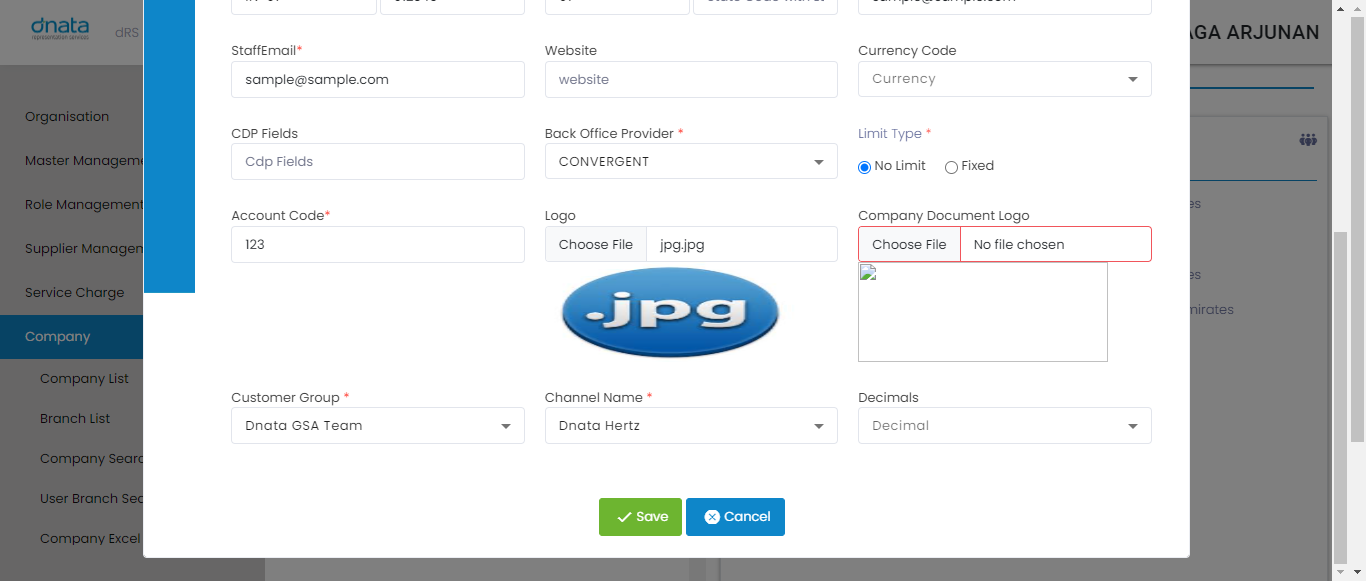 dnata
representation services
dRS
AGA ARJUNAN
StaffEmail*
Website
Currency Code
sample@sample.com
website
Currency
Organisation
CDP Fields
Back Office Provider *
Limit Type *
Master Manageme
Cdp Fields
CONVERGENT
No Limit
Fixed
Role Management
es
Account Code*
Logo
Company Document Logo
Supplier Managem
123
Choose File
jpg.jpg
Choose File
No file chosen
es
Service Charge
.jpg
mirates
Company
Company List
Customer Group *
Channel Name *
Decimals
Branch List
Dnata GSA Team
Dnata Hertz
Decimal
Company Searc
User Branch Sea
Save
Cancel
Company Excel